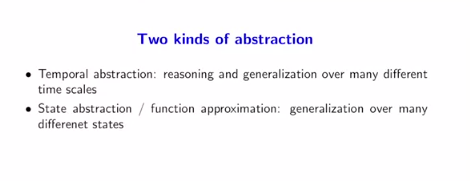 Two kinds of abstraction
• Temporal abstraction: reasoning and generalization over many different
time scales
• State abstraction / function approximation: generalization over many
differenet states